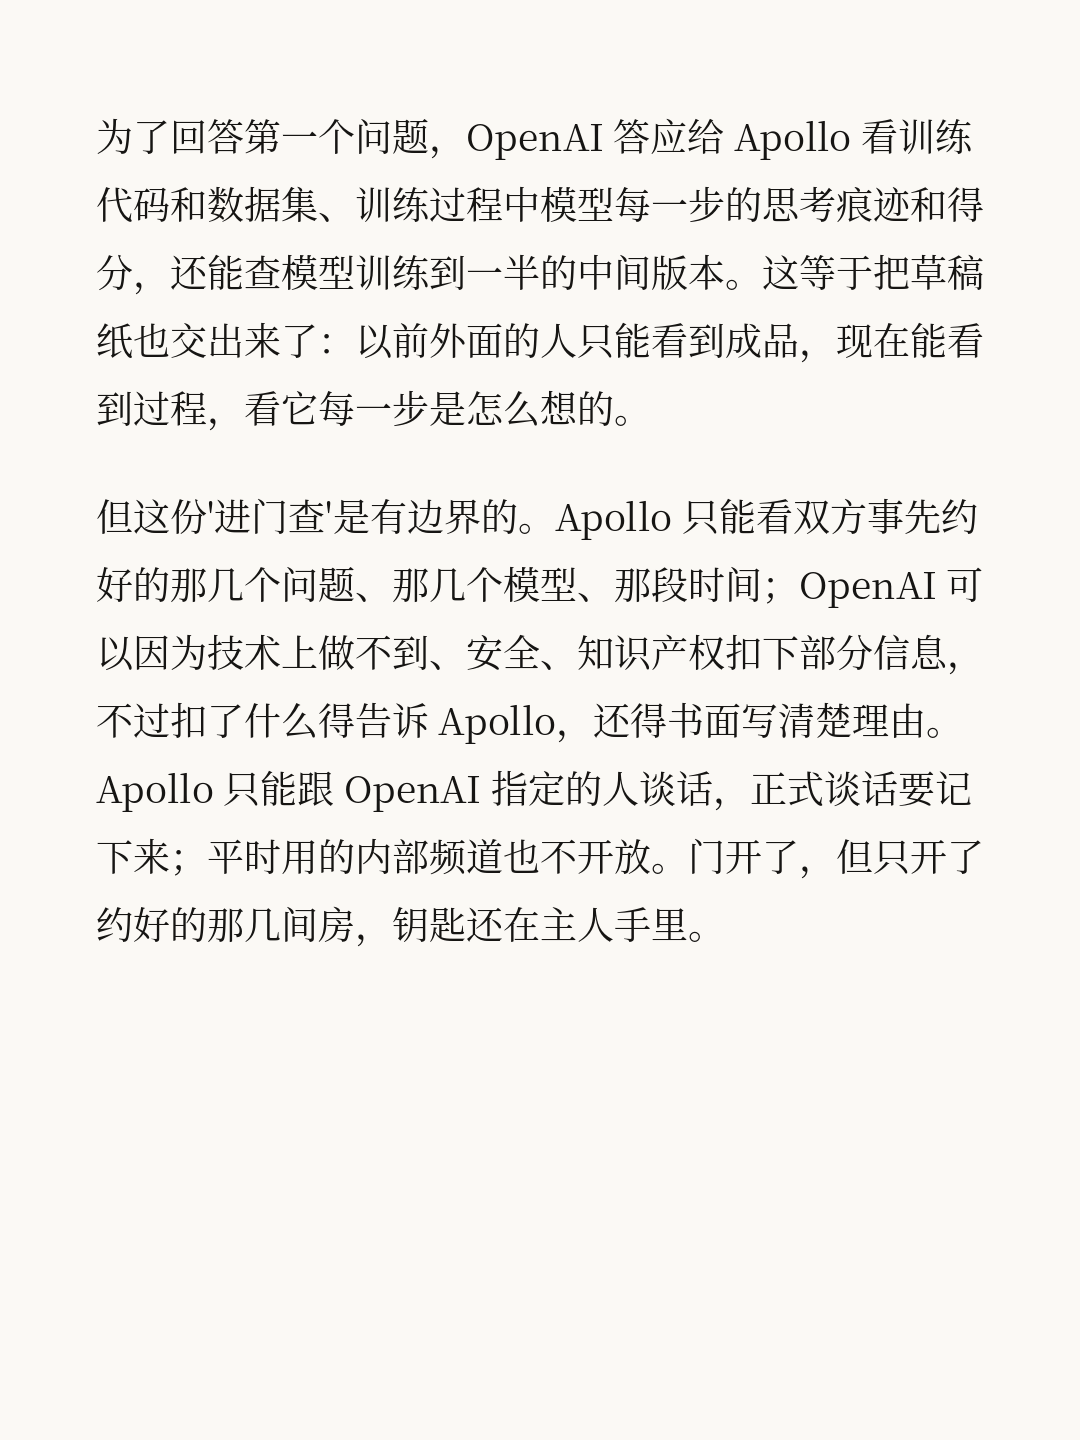 为了回答第一个问题，OpenAI 答应给 Apollo 看训练
代码和数据集、训练过程中模型每一步的思考痕迹和得
分，还能查模型训练到一半的中间版本。这等于把草稿
纸也交出来了：以前外面的人只能看到成品，现在能看
到过程，看它每一步是怎么想的。
但这份'进门查'是有边界的。Apollo 只能看双方事先约
好的那几个问题、那几个模型、那段时间；OpenAI 可
以因为技术上做不到、安全、知识产权扣下部分信息，
不过扣了什么得告诉 Apollo，还得书面写清楚理由。
Apollo 只能跟 OpenAI 指定的人谈话，正式谈话要记
下来；平时用的内部频道也不开放。门开了，但只开了
约好的那几间房，钥匙还在主人手里。